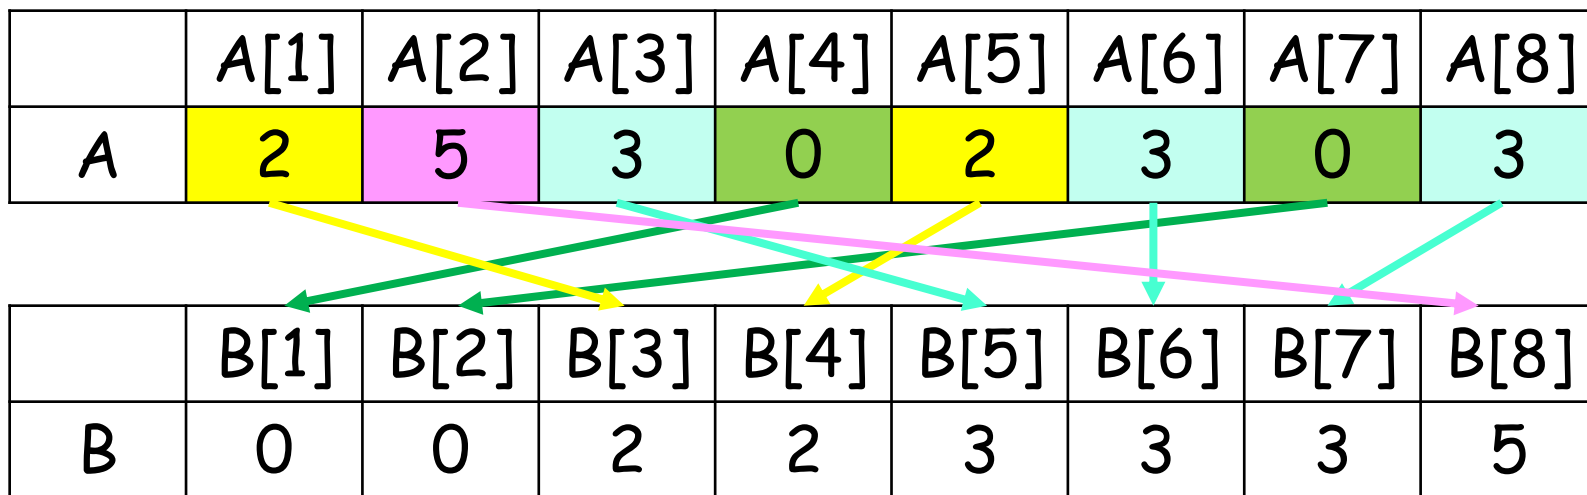 A[1] A[2] A[3] A[4] A[5] A[6] A[7] A[8]
A 2 5 3 0 2 3 0 3
B[1] B[2] B[3] B[4] B[5] B[6] B[7] B[8]
B 0 0 2 2 3 3 3 5